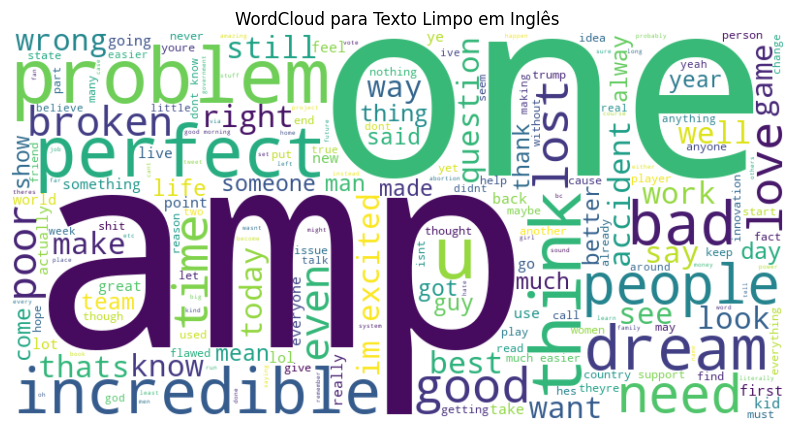 WordCloud para Texto Limpo em Inglês
wrong
going
never
youre
still
feel
ive
ye
idea
person
easier
state
problem
one
part
dont know
nothing
seem
trump
yeah
change
many
way
question
making
year
game
believe
little
thing
alway
real
broken
right
end
said
without
anything
love
show
friend
good morning
home
true
dont
thank
lost
anyone
perfect
live
put
new
yet
didnt
help
cause
well
something
someone
man
made
accident
player
work
world
life
point
back
maybe
another
girl
better
already
innovation
start
poor
actually
week
two
amp
thought
u
think
bad
say
fact
shit
reason
issue
talk
isnt
go
keep
day
make
time
let
got
much
around
great
today
everyone
im excited
guy
use
call
people
see
may
team
though
even
play
women
everything
come
hope
used
read
dream
look
lot
thats
know
flawed
mean
lol
best
much easier
country
support
find
god
give
really
hes
theyre
family
first
incredible
good
getting
take
want
need
kid
must